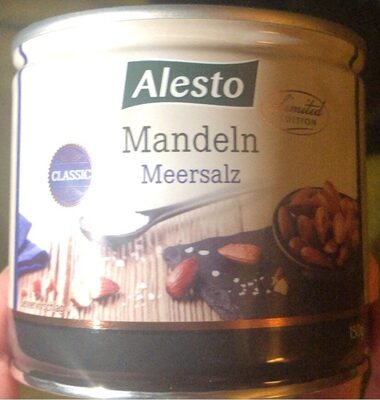 Alesto
Limited
EDITION
Mandeln
Meersalz
CLASSIC